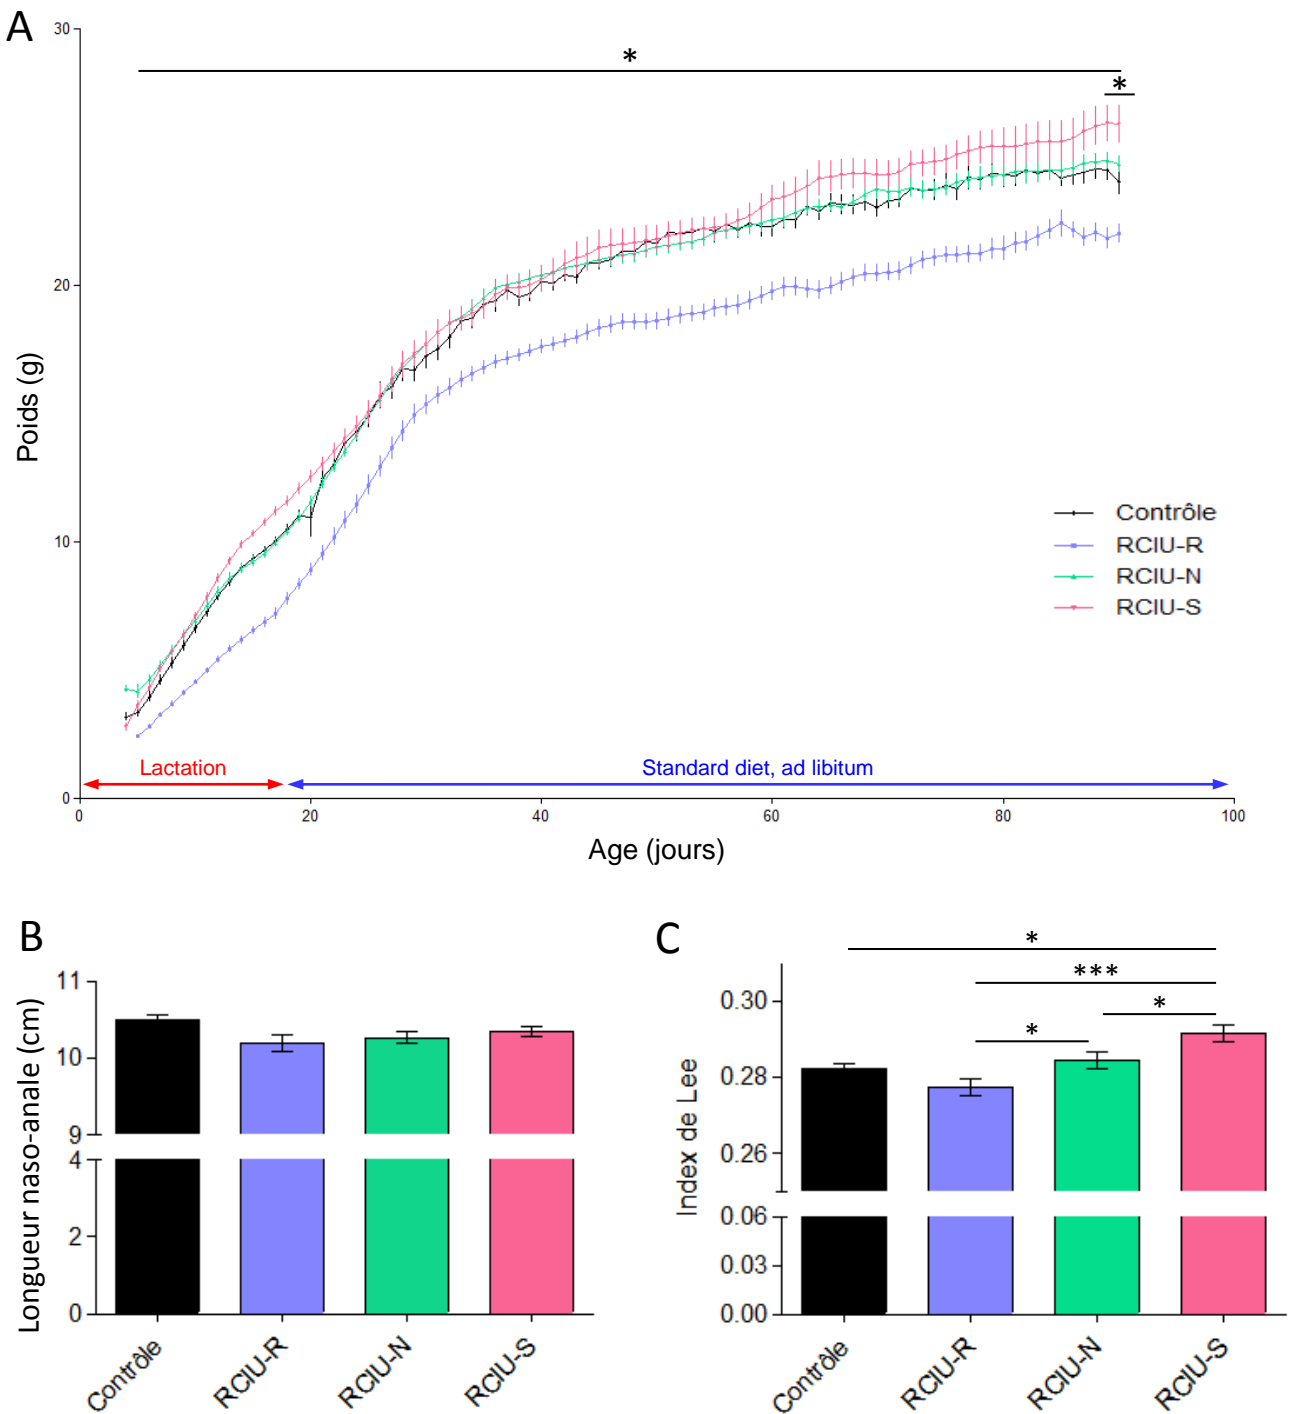 A
30
*
*
20
Poids (g)
10
Contrôle
RCIU-R
RCIU-N
RCIU-S
Lactation
Standard diet, ad libitum
0
0 20 40 60 80 100
Age (jours)
B
Longueur naso-anale (cm)
11
10
9
4
2
0
Contrôle RCIU-R RCIU-N RCIU-S
C
*
***
*
*
Index de Lee
0.30
0.28
0.26
0.06
0.03
0.00
Contrôle RCIU-R RCIU-N RCIU-S